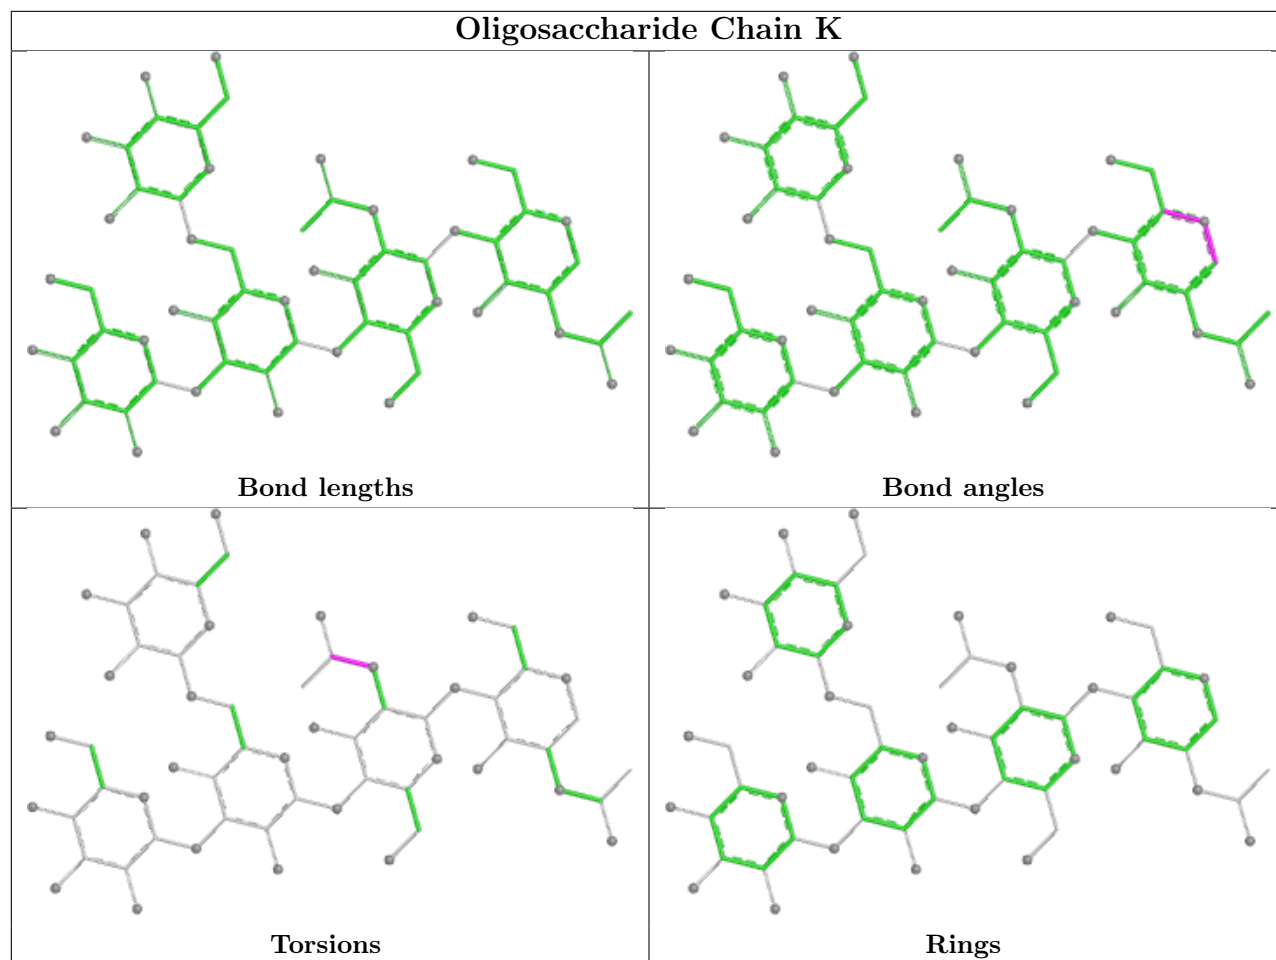 Oligosaccharide Chain K
Bond lengths
Bond angles
Torsions
Rings